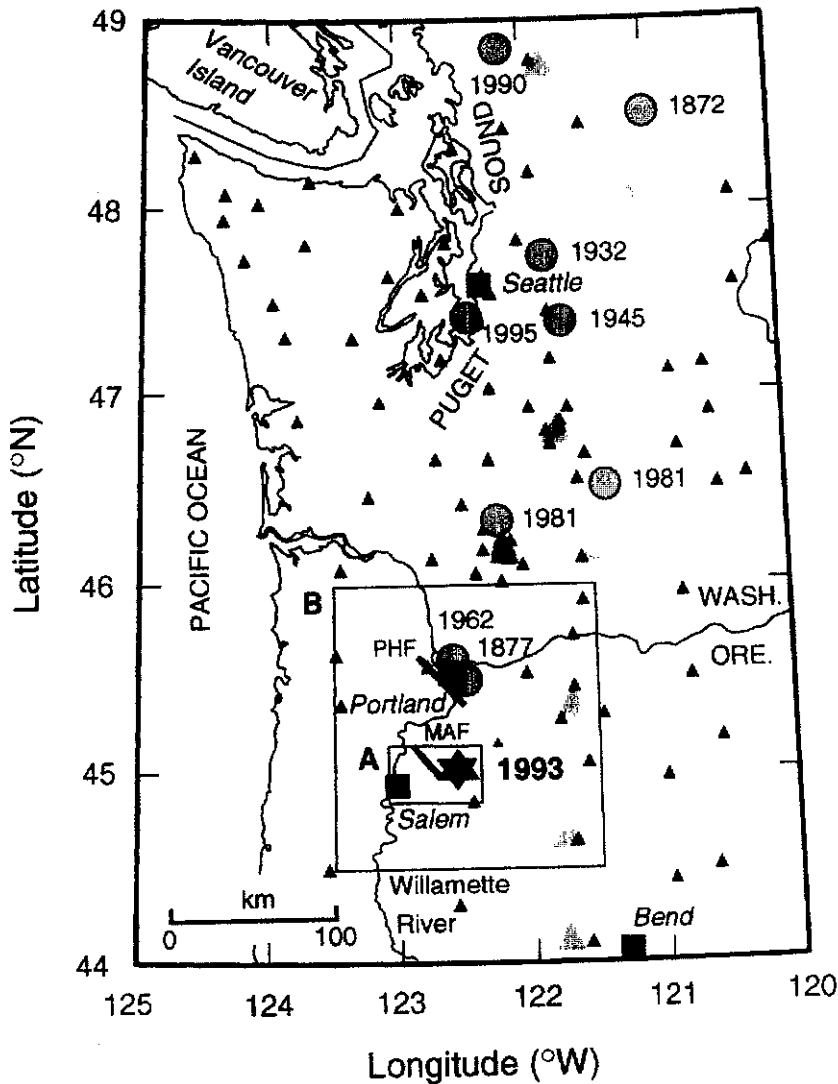 49
Vancouver
Island
1990
1872
SOUND
48
1932
Seattle
1995
1945
47
PUGET
PACIFIC OCEAN
1981
1981
46
B
WASH.
1962
PHF
1877
ORE.
Portland
MAF
A
1993
45
Salem
Willamette
River
km
0
100
Bend
44
125
124
123
122
121
120
Latitude (°N)
Longitude (°W)